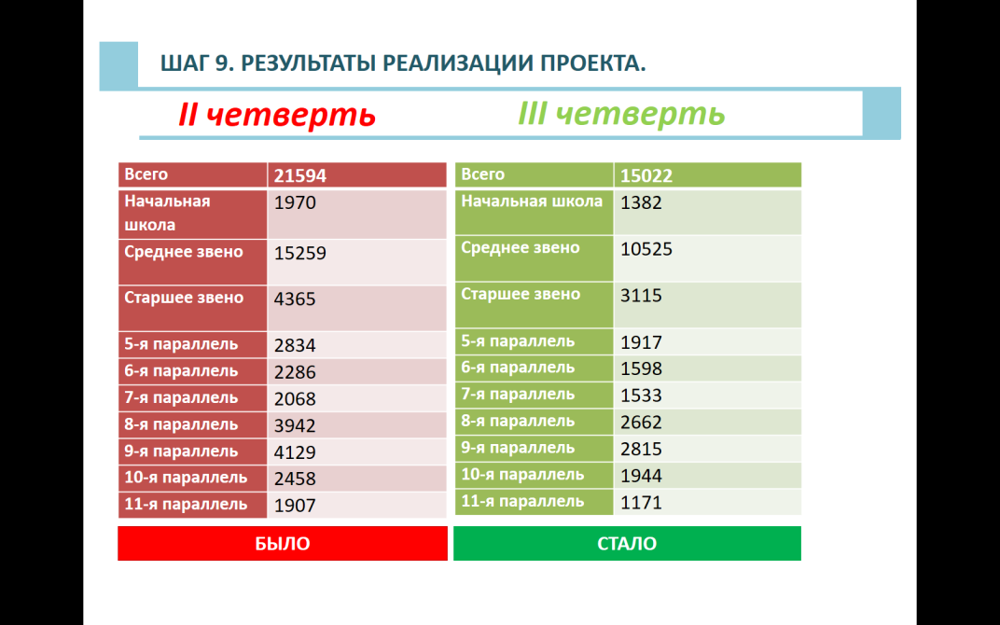 ШАГ 9. РЕЗУЛЬТАТЫ РЕАЛИЗАЦИИ ПРОЕКТА.
II четверть
III четверть
Всего 21594
Начальная
школа 1970
Среднее звено 15259
Старшее звено 4365
5-я параллель 2834
6-я параллель 2286
7-я параллель 2068
8-я параллель 3942
9-я параллель 4129
10-я параллель 2458
11-я параллель 1907
БЫЛО
Всего 15022
Начальная школа 1382
Среднее звено 10525
Старшее звено 3115
5-я параллель 1917
6-я параллель 1598
7-я параллель 1533
8-я параллель 2662
9-я параллель 2815
10-я параллель 1944
11-я параллель 1171
СТАЛО